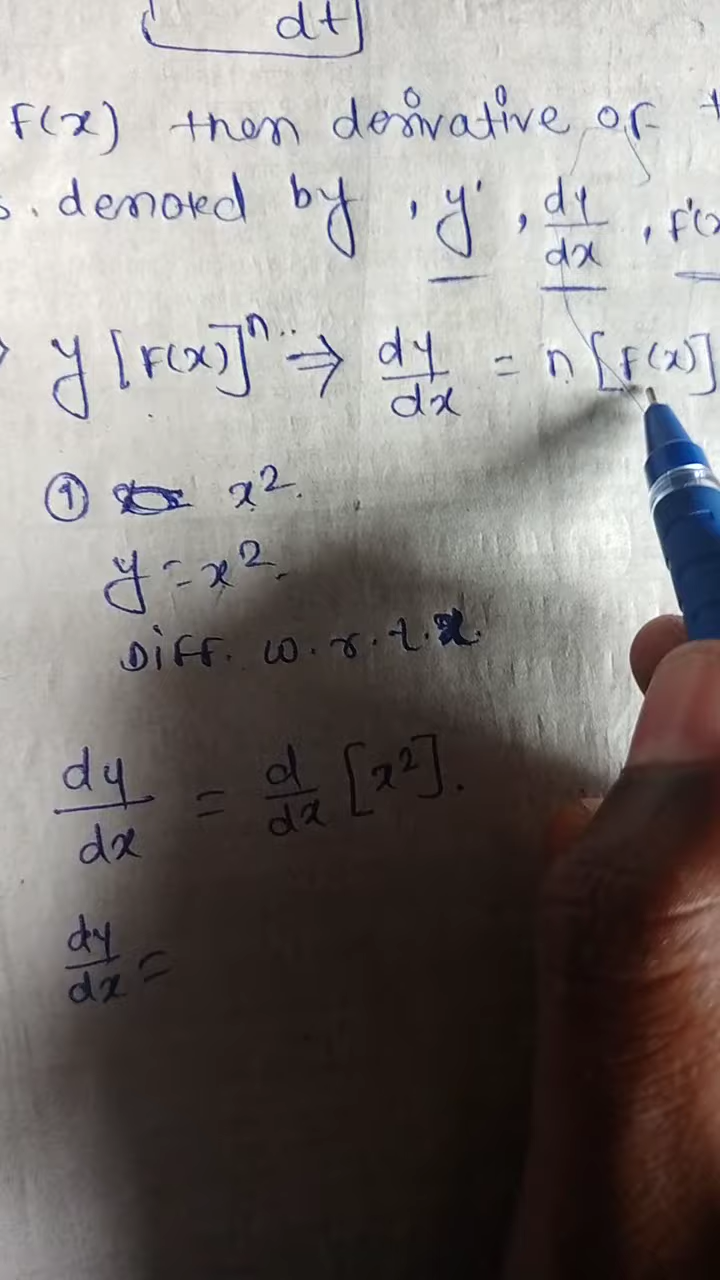 dt
F(x) then derivative of
denoted by , y' , dy/dx , F'(x
y [F(x)]^n ⇒ dy/dx = n [F(x)]
① x²
y = x².
Diff. w.r.t. x.
dy/dx = d/dx [x²].
dy/dx =